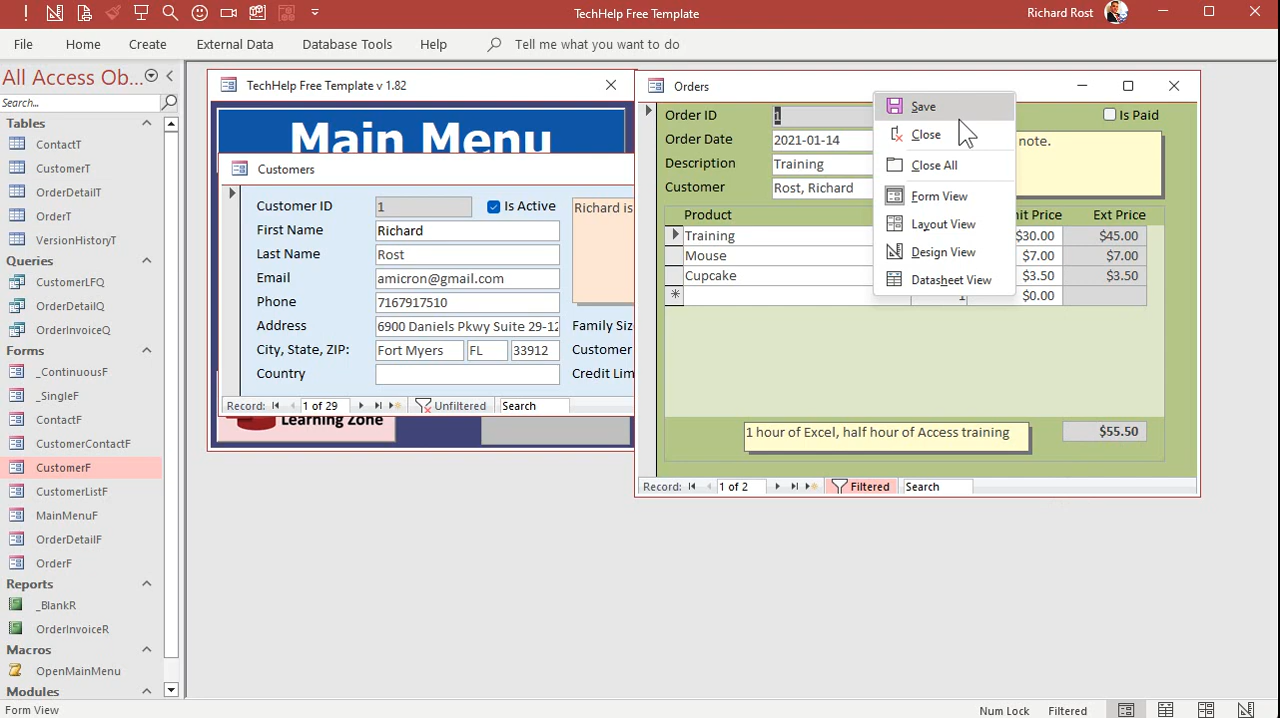 TechHelp Free Template
Richard Rost
File
Home
Create
External Data
Database Tools
Help
Tell me what you want to do
All Access Ob...
Search...
Tables
ContactT
CustomerT
OrderDetailT
OrderT
VersionHistoryT
Queries
CustomerLFQ
OrderDetailQ
OrderInvoiceQ
Forms
_ContinuousF
_SingleF
ContactF
CustomerContactF
CustomerF
CustomerListF
MainMenuF
OrderDetailF
OrderF
Reports
_BlankR
OrderInvoiceR
Macros
OpenMainMenu
Modules
TechHelp Free Template v 1.82
Main Menu
Customers
Customer ID 1 Is Active
Richard is
First Name Richard
Last Name Rost
Email amicron@gmail.com
Phone 7167917510
Address 6900 Daniels Pkwy Suite 29-12
Family Siz
City, State, ZIP: Fort Myers FL 33912
Customer
Country
Credit Lim
Record: 1 of 29 Unfiltered Search
Learning Zone
Orders
Order ID 1
Is Paid
Order Date 2021-01-14
note.
Description Training
Customer Rost, Richard
Product
it Price Ext Price
Training $30.00 $45.00
Mouse $7.00 $7.00
Cupcake $3.50 $3.50
* 1 $0.00
1 hour of Excel, half hour of Access training
$55.50
Record: 1 of 2 Filtered Search
Save
Close
Close All
Form View
Layout View
Design View
Datasheet View
Form View
Num Lock
Filtered